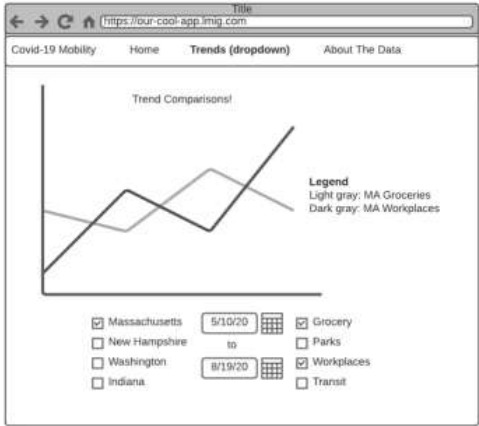 Title
https://our-cool-app.lmig.com
Covid-19 Mobility Home Trends (dropdown) About The Data
Trend Comparisons!
Legend
Light gray: MA Groceries
Dark gray: MA Workplaces
Massachusetts 5/10/20 Grocery
New Hampshire to Parks
Washington 8/19/20 Workplaces
Indiana Transit